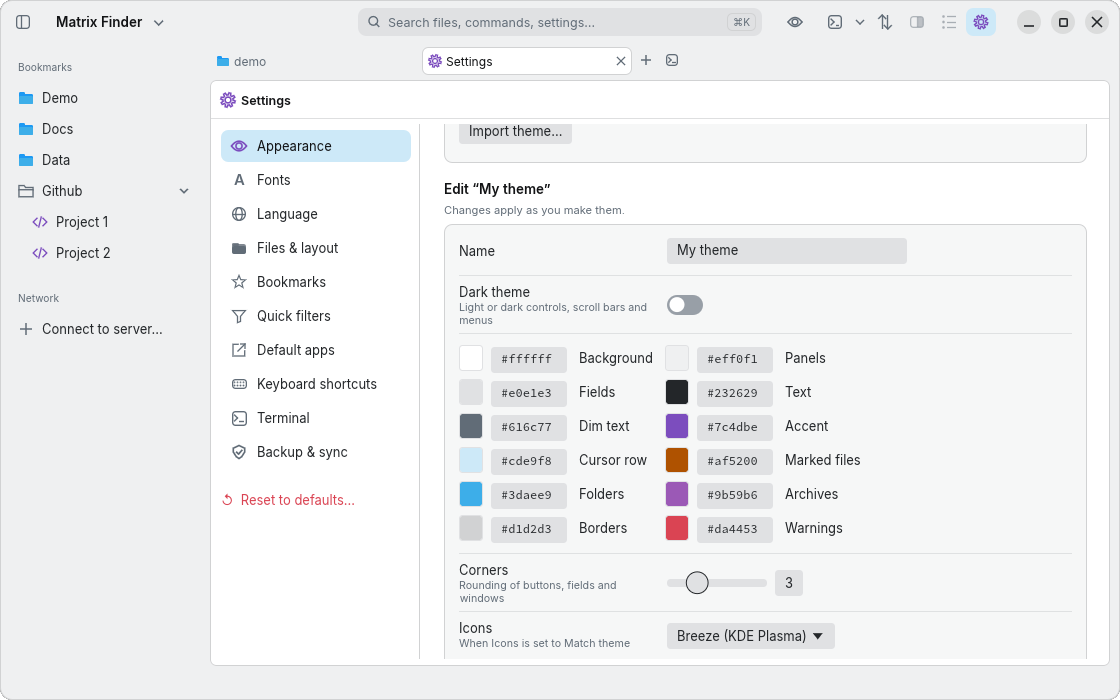 Matrix Finder
Search files, commands, settings...
⌘K
Bookmarks
Demo
Docs
Data
Github
Project 1
Project 2
Network
Connect to server...
demo
Settings
Settings
Appearance
Fonts
Language
Files & layout
Bookmarks
Quick filters
Default apps
Keyboard shortcuts
Terminal
Backup & sync
Reset to defaults...
Import theme...
Edit “My theme”
Changes apply as you make them.
Name
My theme
Dark theme
Light or dark controls, scroll bars and
menus
#ffffff Background #eff0f1 Panels
#e0e1e3 Fields #232629 Text
#616c77 Dim text #7c4dbe Accent
#cde9f8 Cursor row #af5200 Marked files
#3daee9 Folders #9b59b6 Archives
#d1d2d3 Borders #da4453 Warnings
Corners
Rounding of buttons, fields and
windows
3
Icons
When Icons is set to Match theme
Breeze (KDE Plasma)